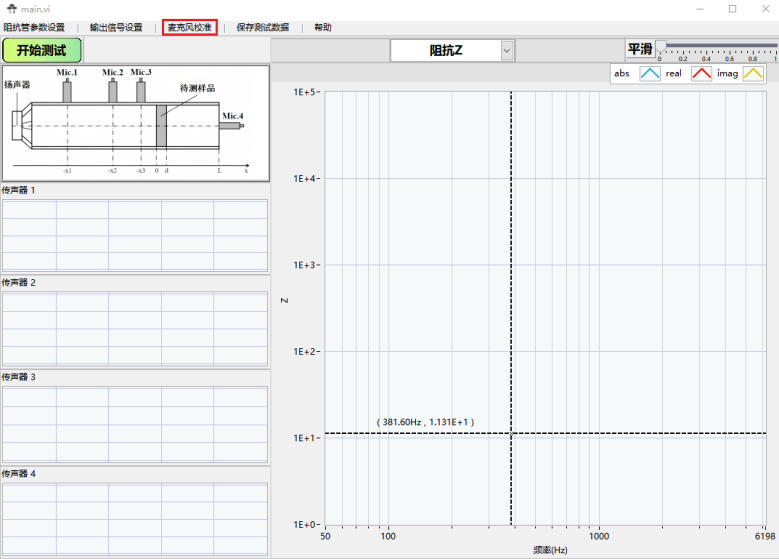 main.vi
阻抗管参数设置 | 输出信号设置 | 麦克风校准 | 保存测试数据 | 帮助
开始测试
阻抗Z
平滑
0 0.2 0.4 0.6 0.8 1
abs real imag
Mic.1 Mic.2 Mic.3
扬声器
待测样品
Mic.4
-x1 -x2 -x3 0 d L x
传声器 1
传声器 2
传声器 3
传声器 4
1E+5
1E+4
1E+3
Z
1E+2
( 381.60Hz , 1.131E+1 )
1E+1
1E+0
50 100 1000 6198
频率(Hz)